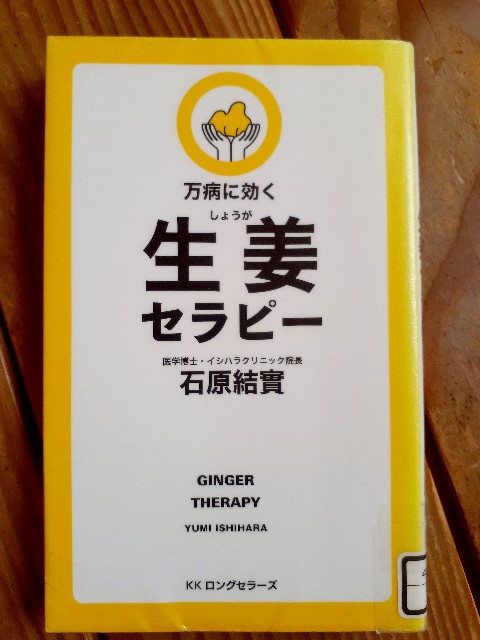 万病に効く
しょうが
生姜
セラピー
医学博士・イシハラクリニック院長
石原結實
GINGER
THERAPY
YUMI ISHIHARA
KKロングセラーズ